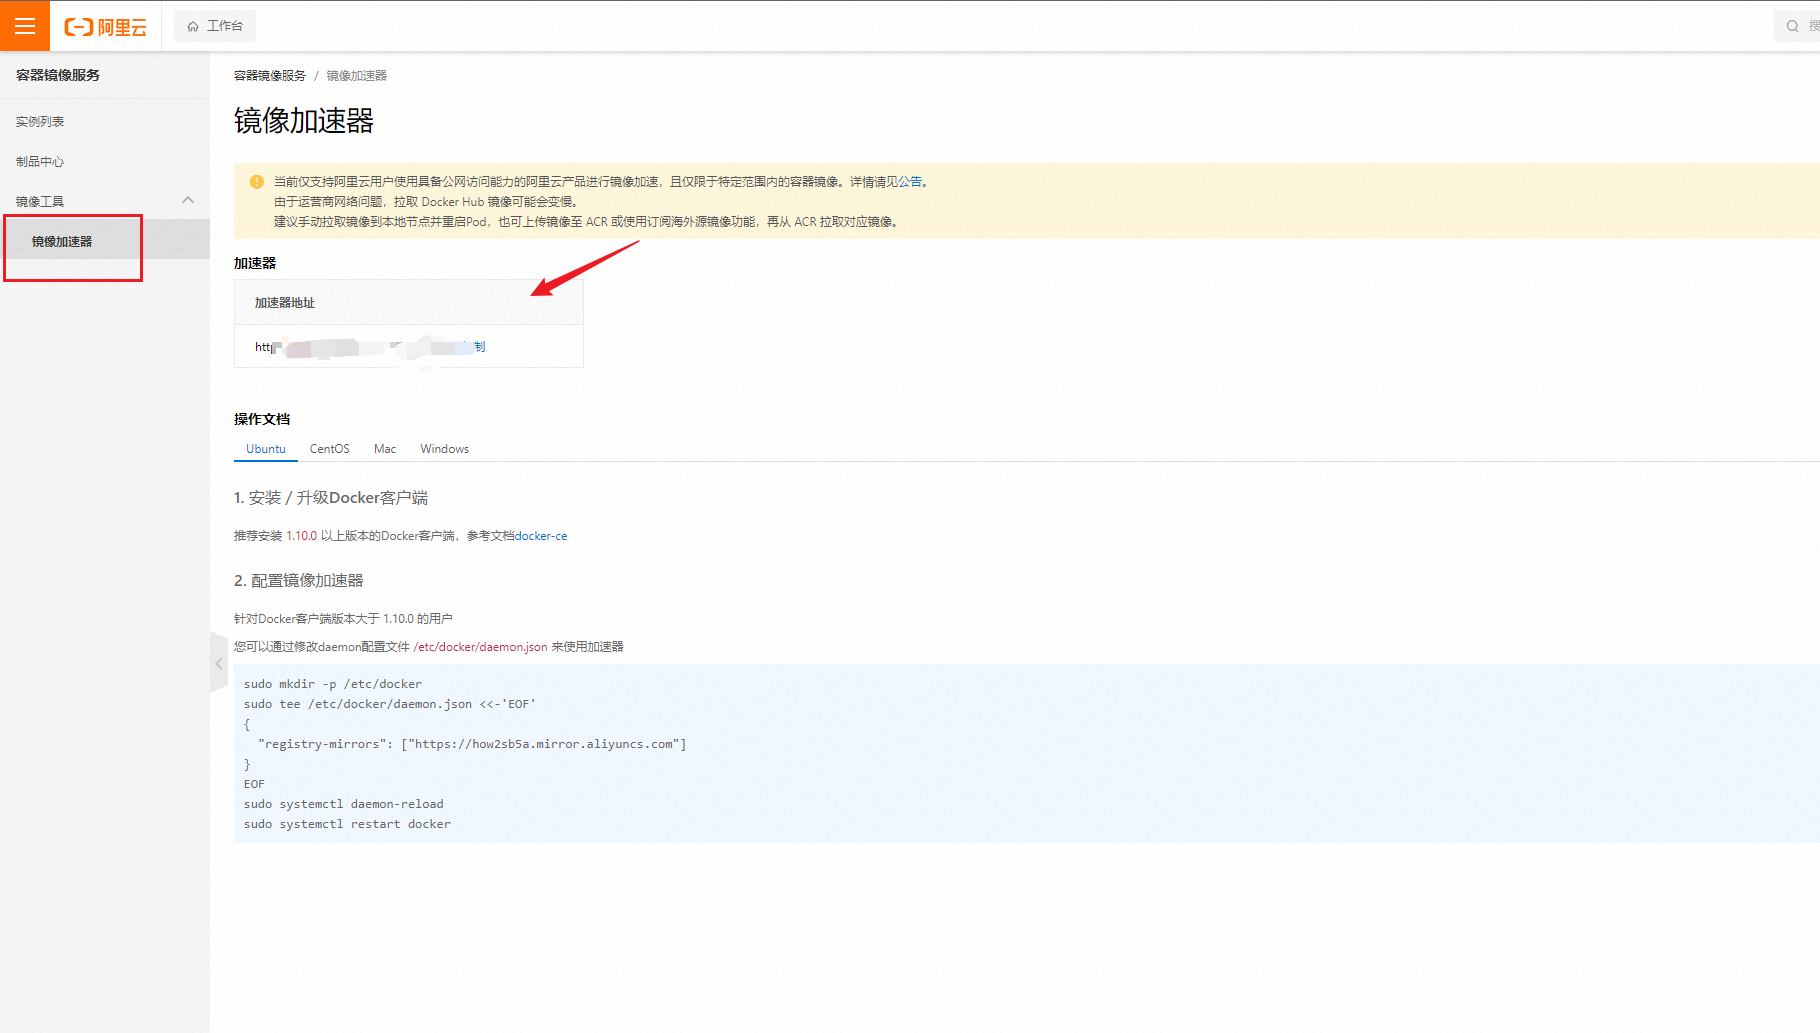 阿里云
工作台
搜
容器镜像服务
实例列表
制品中心
镜像工具
镜像加速器
容器镜像服务 / 镜像加速器
镜像加速器
当前仅支持阿里云用户使用具备公网访问能力的阿里云产品进行镜像加速，且仅限于特定范围内的容器镜像。详情请见公告。
由于运营商网络问题，拉取 Docker Hub 镜像可能会变慢。
建议手动拉取镜像到本地节点并重启Pod，也可上传镜像至 ACR 或使用订阅海外源镜像功能，再从 ACR 拉取对应镜像。
加速器
加速器地址
http
制
操作文档
Ubuntu CentOS Mac Windows
1. 安装 / 升级Docker客户端
推荐安装 1.10.0 以上版本的Docker客户端，参考文档docker-ce
2. 配置镜像加速器
针对Docker客户端版本大于 1.10.0 的用户
您可以通过修改daemon配置文件 /etc/docker/daemon.json 来使用加速器
sudo mkdir -p /etc/docker
sudo tee /etc/docker/daemon.json <<-'EOF'
{
  "registry-mirrors": ["https://how2sb5a.mirror.aliyuncs.com"]
}
EOF
sudo systemctl daemon-reload
sudo systemctl restart docker